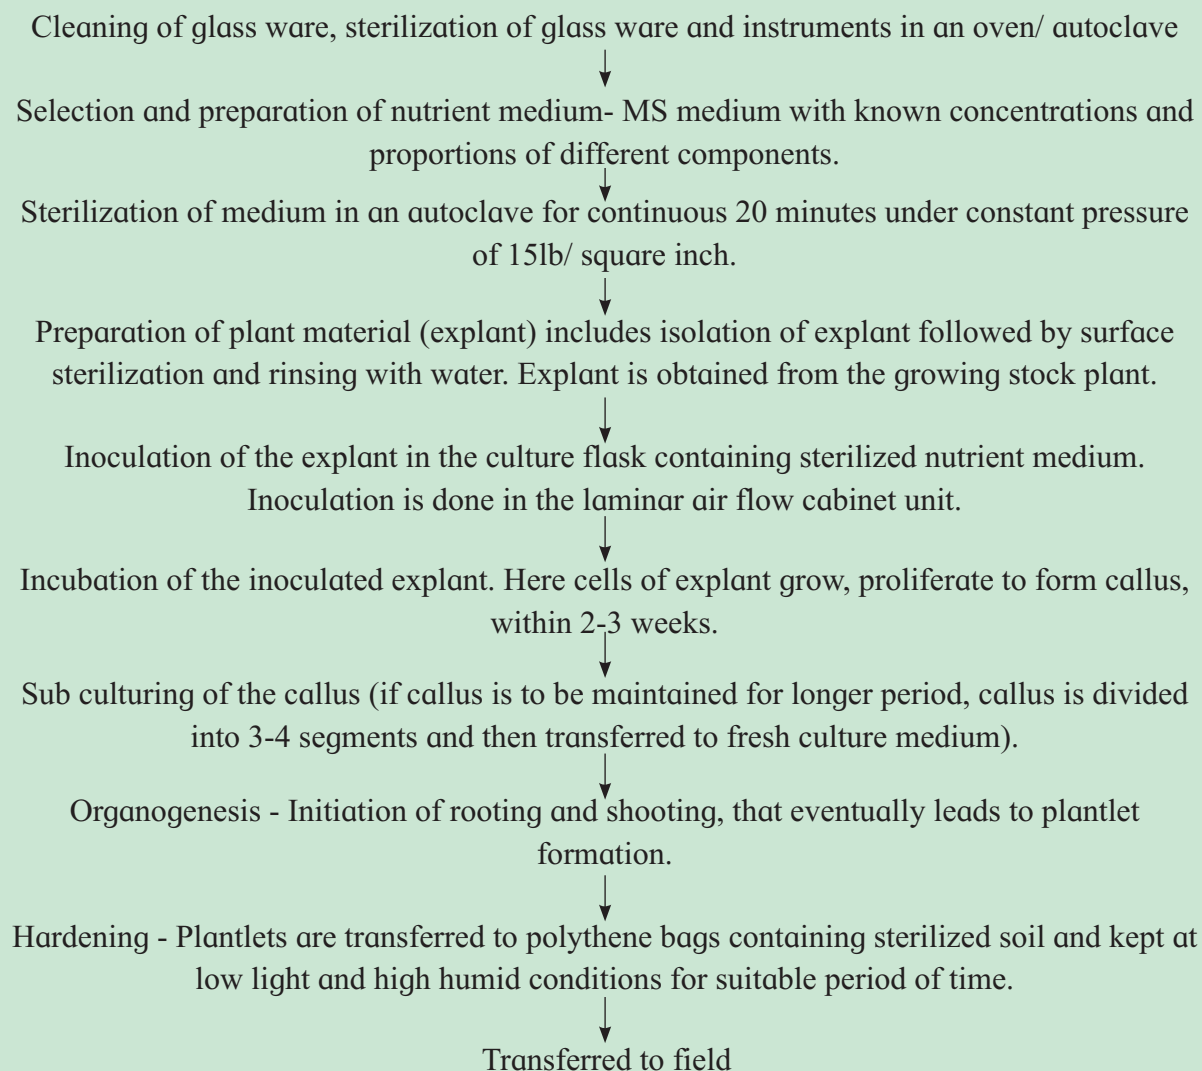 Cleaning of glass ware, sterilization of glass ware and instruments in an oven/ autoclave
Selection and preparation of nutrient medium- MS medium with known concentrations and
proportions of different components.
Sterilization of medium in an autoclave for continuous 20 minutes under constant pressure
of 15lb/ square inch.
Preparation of plant material (explant) includes isolation of explant followed by surface
sterilization and rinsing with water. Explant is obtained from the growing stock plant.
Inoculation of the explant in the culture flask containing sterilized nutrient medium.
Inoculation is done in the laminar air flow cabinet unit.
Incubation of the inoculated explant. Here cells of explant grow, proliferate to form callus,
within 2-3 weeks.
Sub culturing of the callus (if callus is to be maintained for longer period, callus is divided
into 3-4 segments and then transferred to fresh culture medium).
Organogenesis - Initiation of rooting and shooting, that eventually leads to plantlet
formation.
Hardening - Plantlets are transferred to polythene bags containing sterilized soil and kept at
low light and high humid conditions for suitable period of time.
Transferred to field